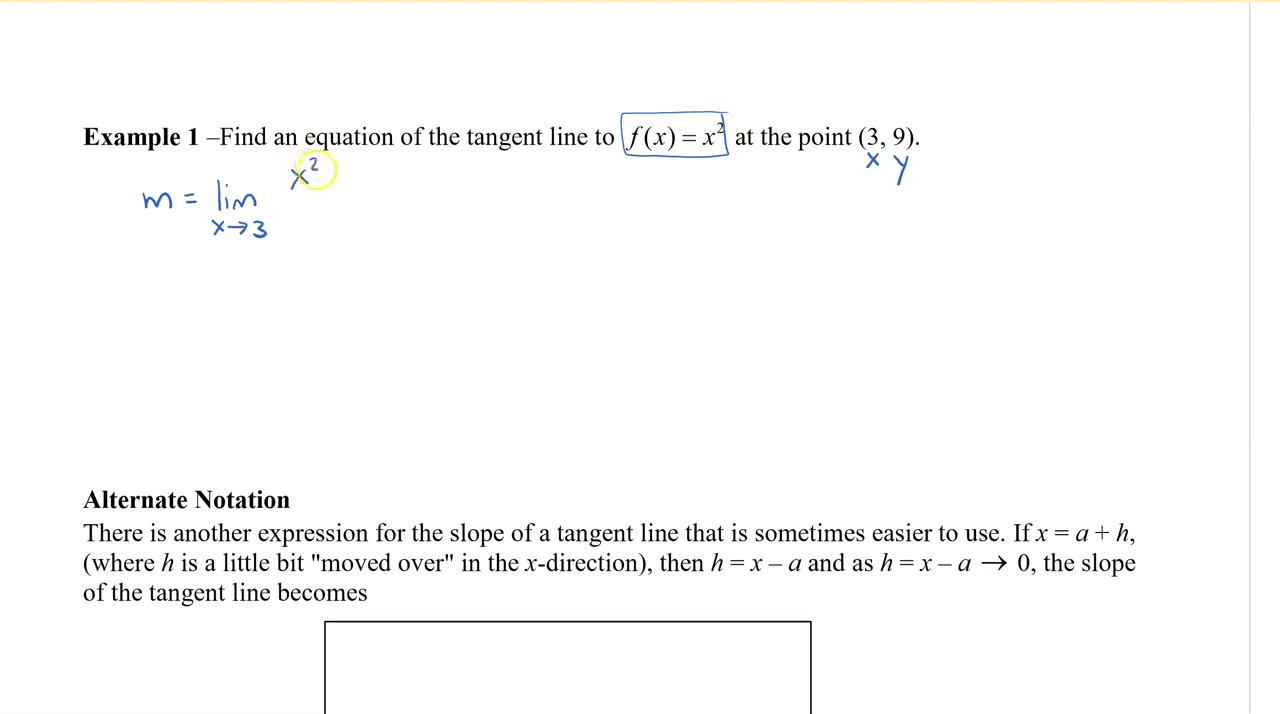 Example 1 –Find an equation of the tangent line to f(x) = x² at the point (3, 9).
x y
x²
m = lim
x→3
Alternate Notation
There is another expression for the slope of a tangent line that is sometimes easier to use. If x = a + h,
(where h is a little bit "moved over" in the x-direction), then h = x – a and as h = x – a → 0, the slope
of the tangent line becomes